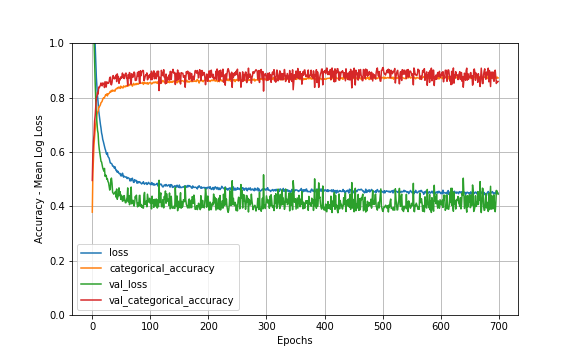 1.0
0.8
0.6
0.4
0.2
0.0
Accuracy - Mean Log Loss
loss
categorical_accuracy
val_loss
val_categorical_accuracy
0 100 200 300 400 500 600 700
Epochs